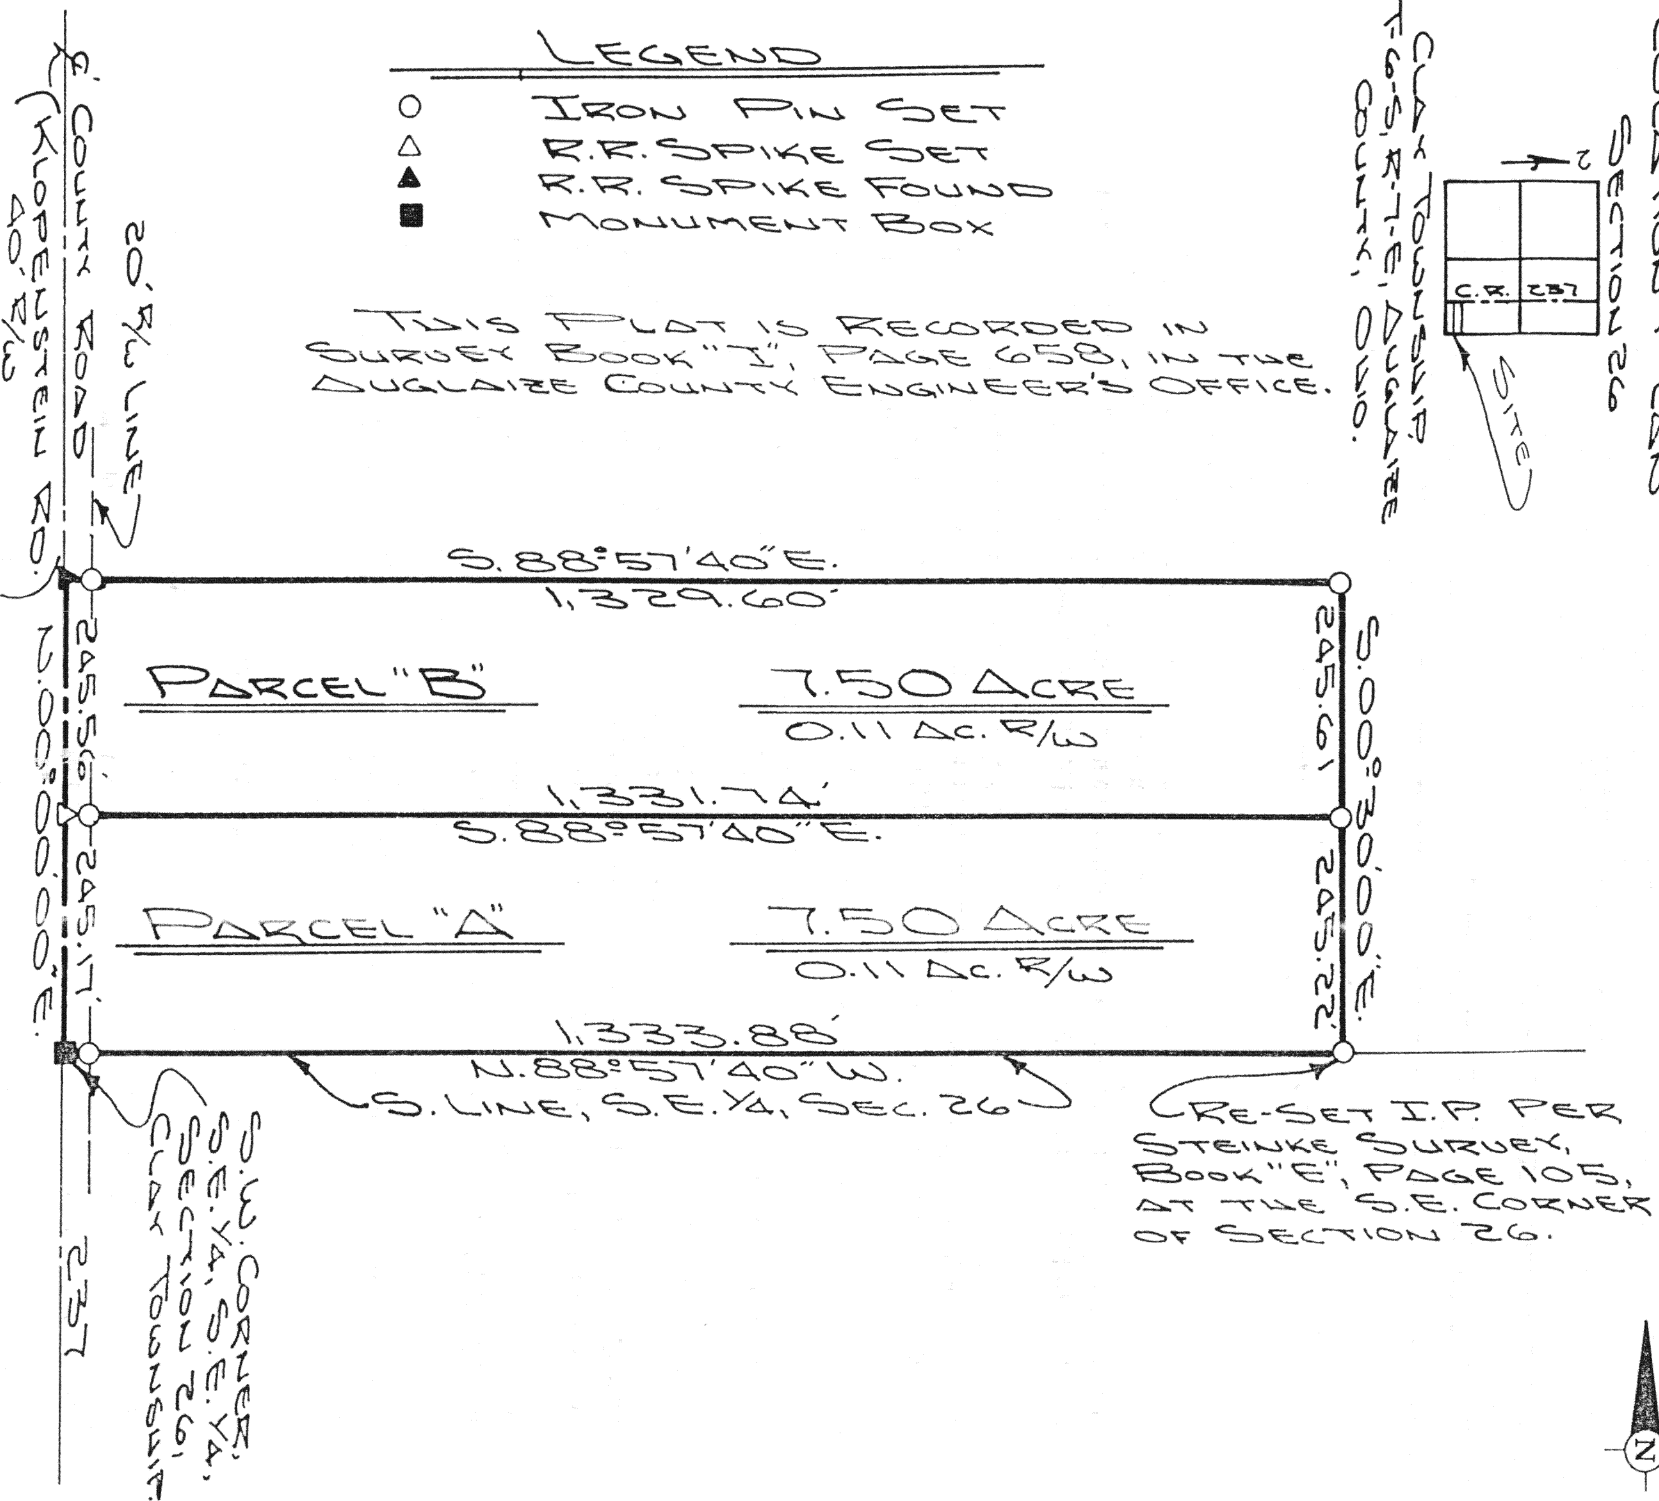 LEGEND
IRON PIN SET
R.R. SPIKE SET
R.R. SPIKE FOUND
MONUMENT BOX
THIS PLAT IS RECORDED IN
SURVEY BOOK "I", PAGE 658, IN THE
AUGLAIZE COUNTY ENGINEER'S OFFICE.
SECTION 26
C.R. 237
SITE
CLAY TOWNSHIP,
T-6-S, R-7-E, AUGLAIZE
COUNTY, OHIO.
20' R/W LINE
℄ COUNTY ROAD
(KLOPENSTEIN RD.)
40' R/W
S. 88°57'40" E.
1,329.60'
245.56'
N. 00°00'00" E.
PARCEL "B"
7.50 ACRE
0.11 AC. R/W
245.61'
S. 00°30'00" E.
1,331.74'
S. 88°57'40" E.
245.17'
PARCEL "A"
7.50 ACRE
0.11 AC. R/W
245.22'
1,333.88'
N. 88°57'40" W.
S. LINE, S.E. 1/4, SEC. 26
RE-SET I.P. PER
STEINKE SURVEY,
BOOK "E", PAGE 105,
AT THE S.E. CORNER
OF SECTION 26.
S.W. CORNER,
S.E. 1/4, S.E. 1/4,
SECTION 26,
CLAY TOWNSHIP.
237
N